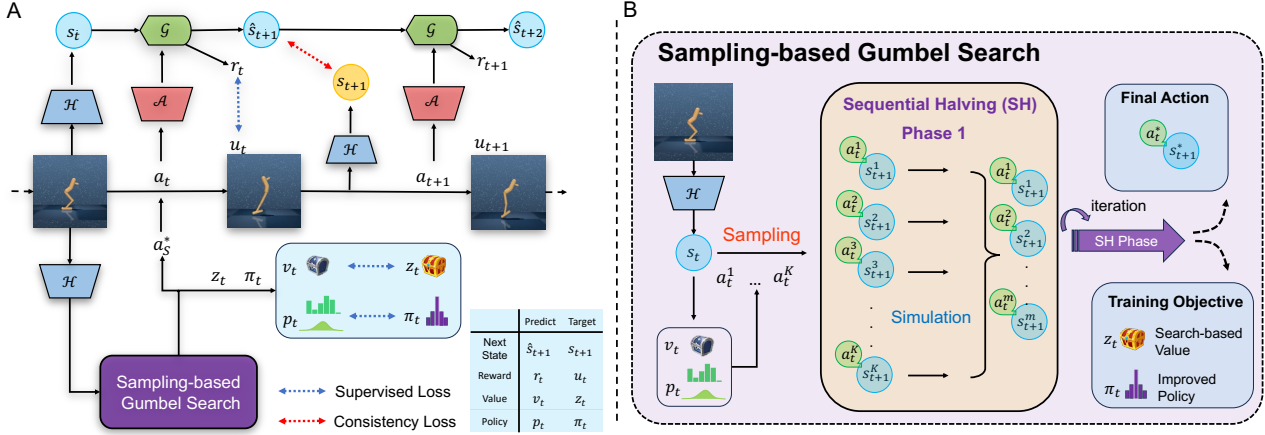 A
s_t
𝒢
ŝ_{t+1}
𝒢
ŝ_{t+2}
r_t
r_{t+1}
s_{t+1}
ℋ
𝒜
ℋ
𝒜
u_t
u_{t+1}
a_t
a_{t+1}
a_S^*
ℋ
z_t π_t
v_t z_t
p_t π_t
Sampling-based
Gumbel Search
Supervised Loss
Consistency Loss
Predict Target
Next
State ŝ_{t+1} s_{t+1}
Reward r_t u_t
Value v_t z_t
Policy p_t π_t
B
Sampling-based Gumbel Search
ℋ
s_t
Sampling
a_t^1 ... a_t^K
v_t
p_t
Sequential Halving (SH)
Phase 1
a_t^1 s_{t+1}^1
a_t^2 s_{t+1}^2
a_t^3 s_{t+1}^3
.
.
.
a_t^K s_{t+1}^K
Simulation
a_t^1 s_{t+1}^1
a_t^2 s_{t+1}^2
.
.
.
a_t^m s_{t+1}^m
iteration
SH Phase
Final Action
a_t^* s_{t+1}^*
Training Objective
z_t Search-based
Value
π_t Improved
Policy